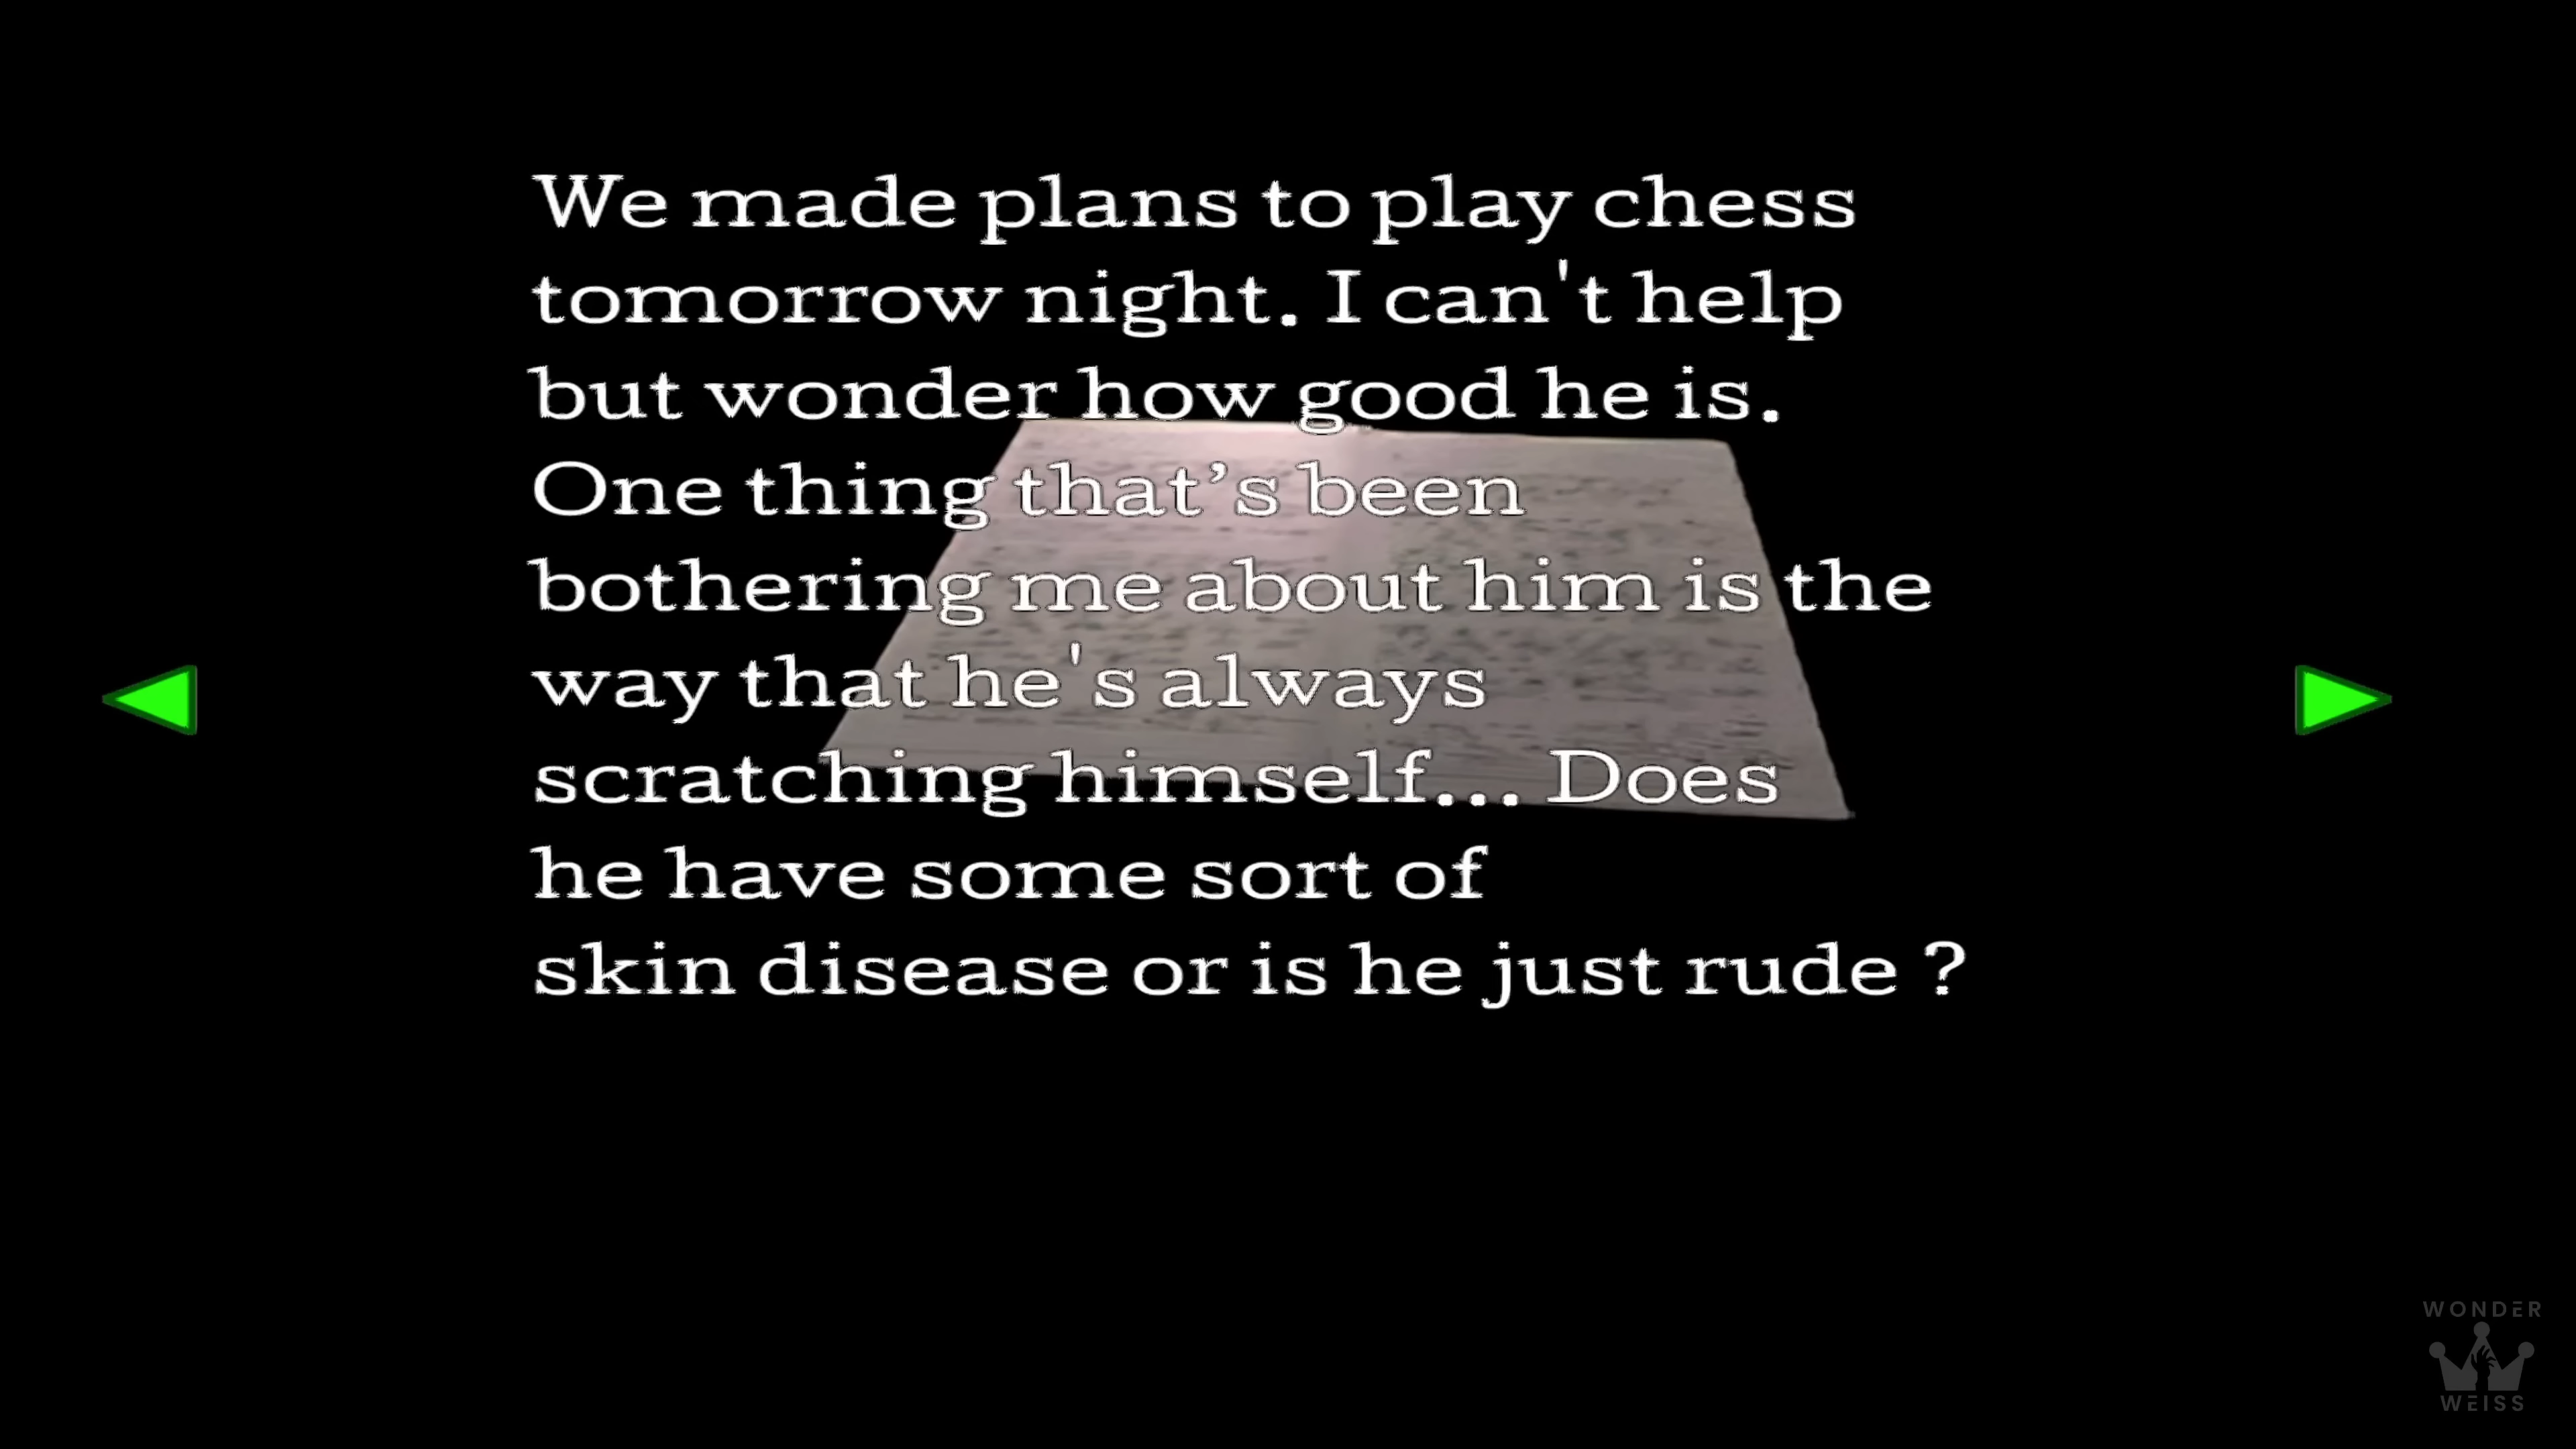 We made plans to play chess
tomorrow night. I can't help
but wonder how good he is.
One thing that’s been
bothering me about him is the
way that he's always
scratching himself... Does
he have some sort of
skin disease or is he just rude ?
WONDER
WEISS